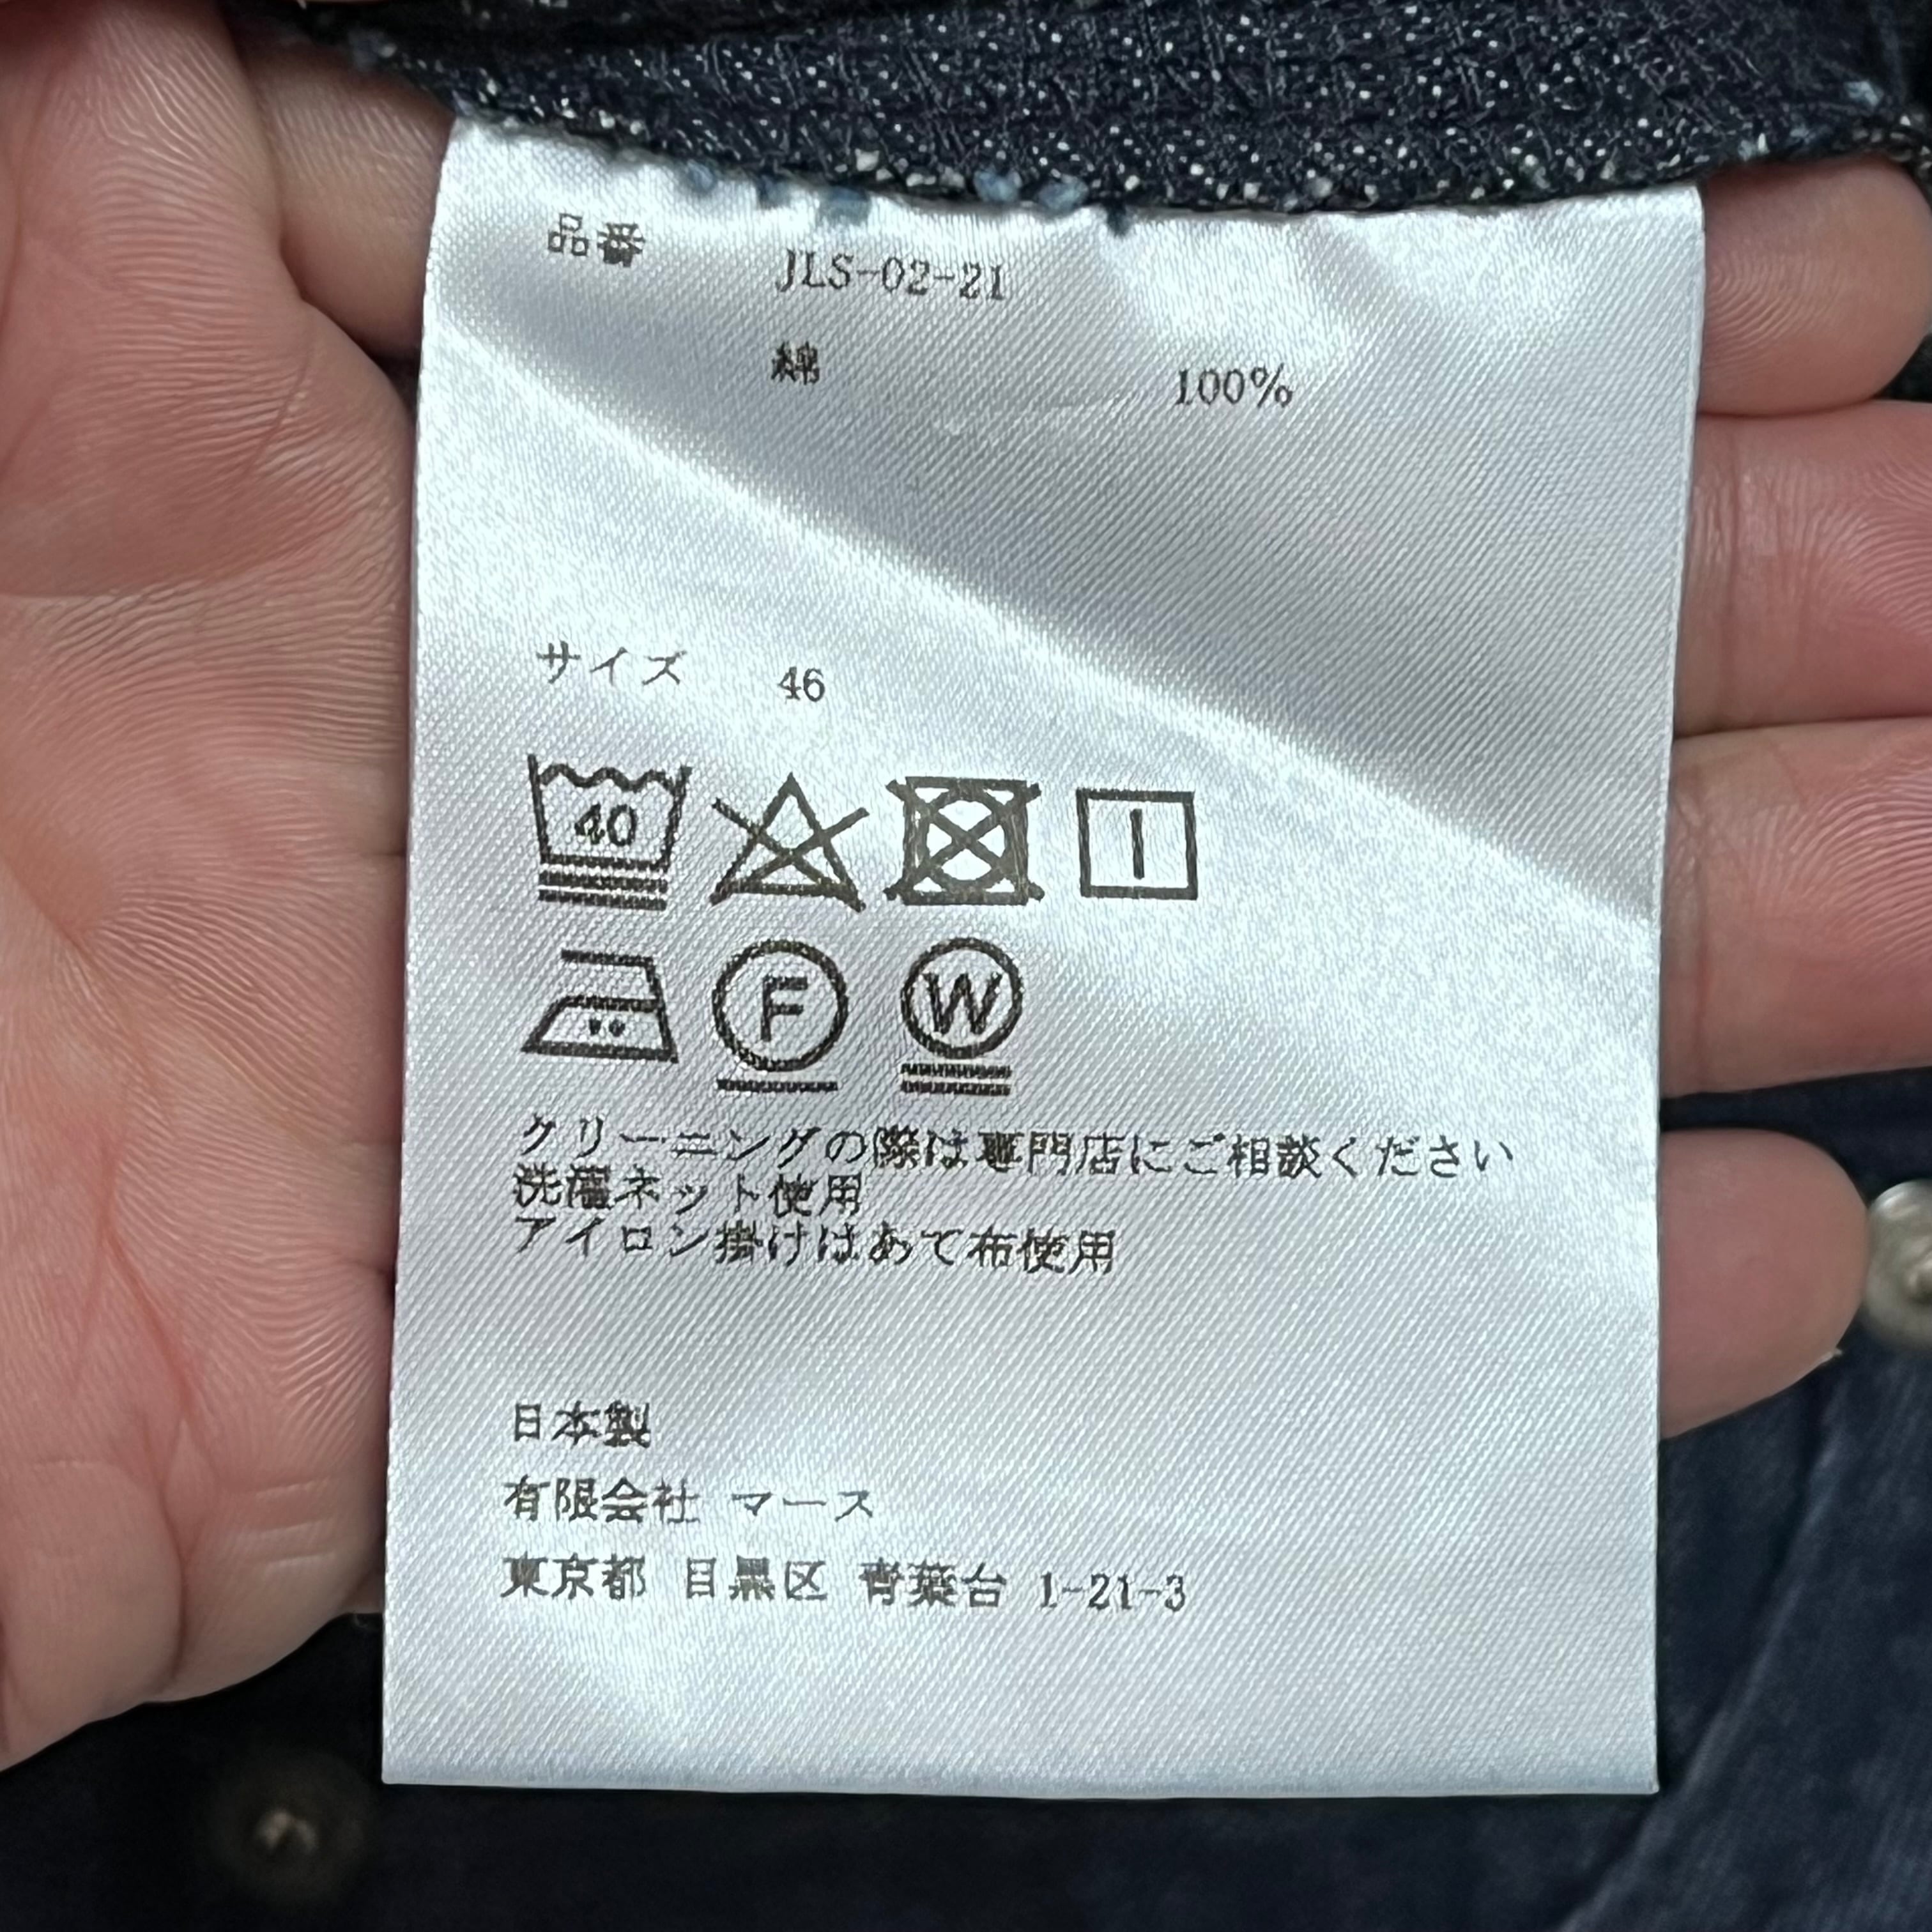 品番 JLS-02-21
綿 100%
サイズ 46
40
F W
クリーニングの際は専門店にご相談ください
洗濯ネット使用
アイロン掛けはあて布使用
日本製
有限会社 マース
東京都 目黒区 青葉台 1-21-3